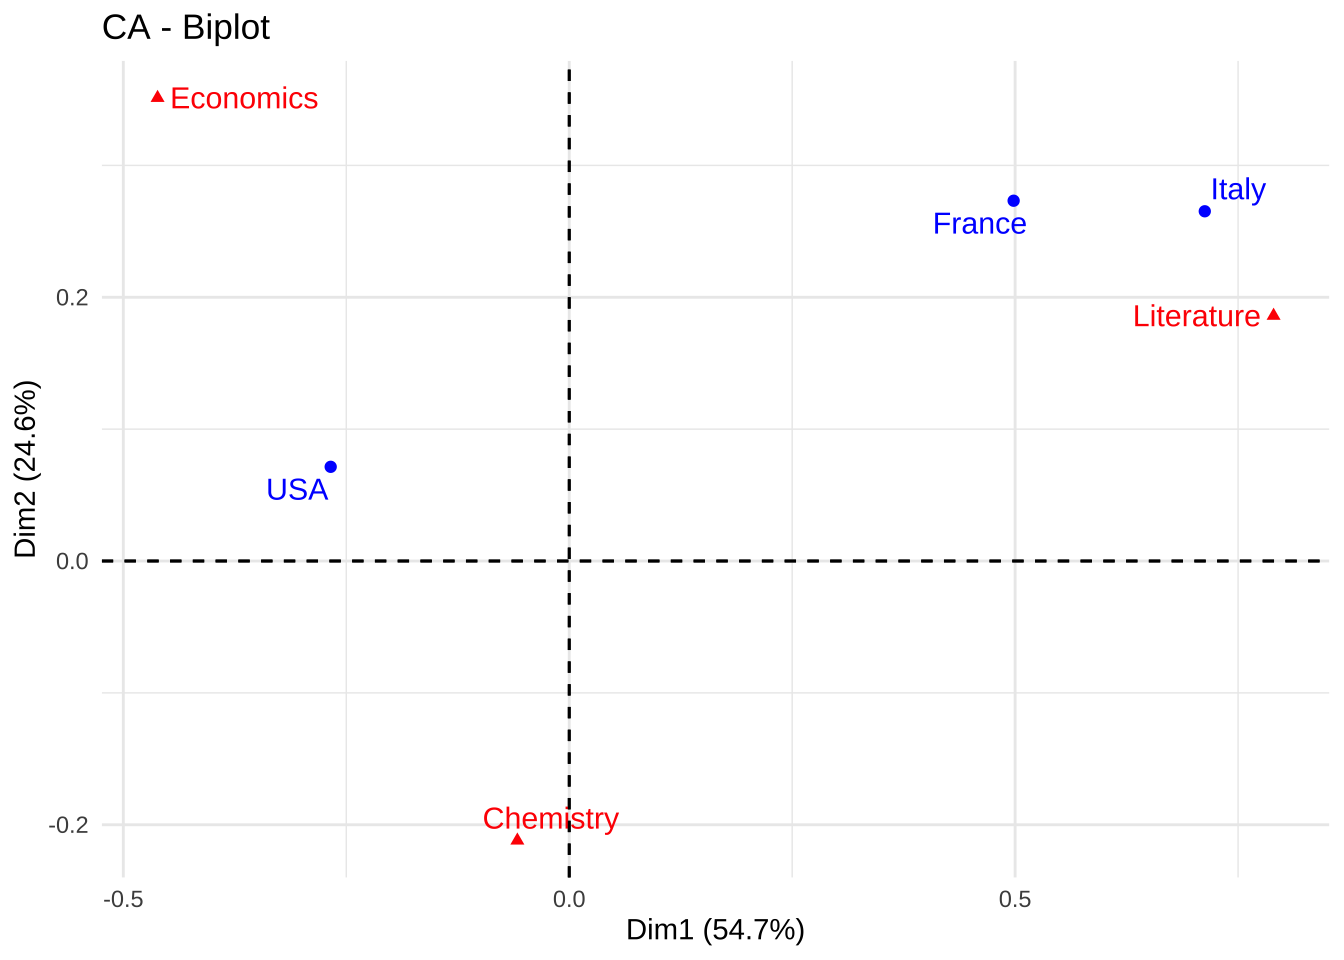 CA - Biplot
Economics
Italy
France
0.2
Literature
USA
Dim2 (24.6%)
0.0
Chemistry
-0.2
-0.5
0.0
0.5
Dim1 (54.7%)